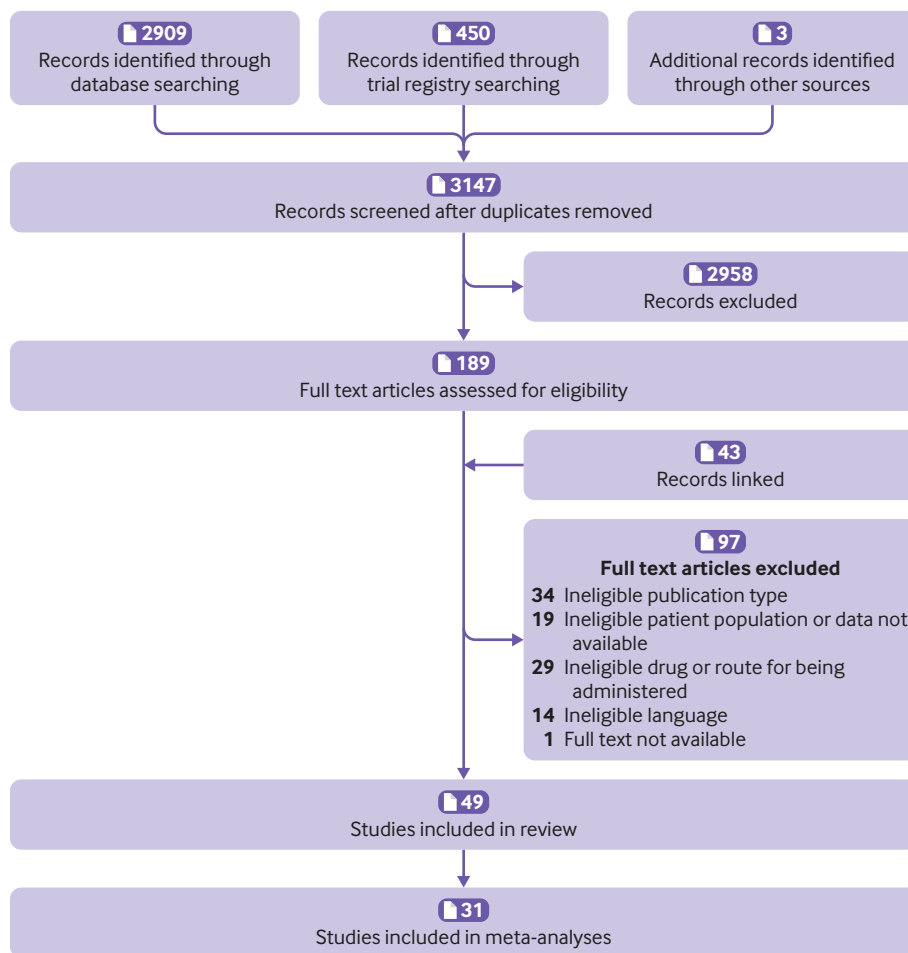 2909
Records identified through
database searching
450
Records identified through
trial registry searching
3
Additional records identified
through other sources
3147
Records screened after duplicates removed
2958
Records excluded
189
Full text articles assessed for eligibility
43
Records linked
97
Full text articles excluded
34 Ineligible publication type
19 Ineligible patient population or data not
available
29 Ineligible drug or route for being
administered
14 Ineligible language
1 Full text not available
49
Studies included in review
31
Studies included in meta-analyses